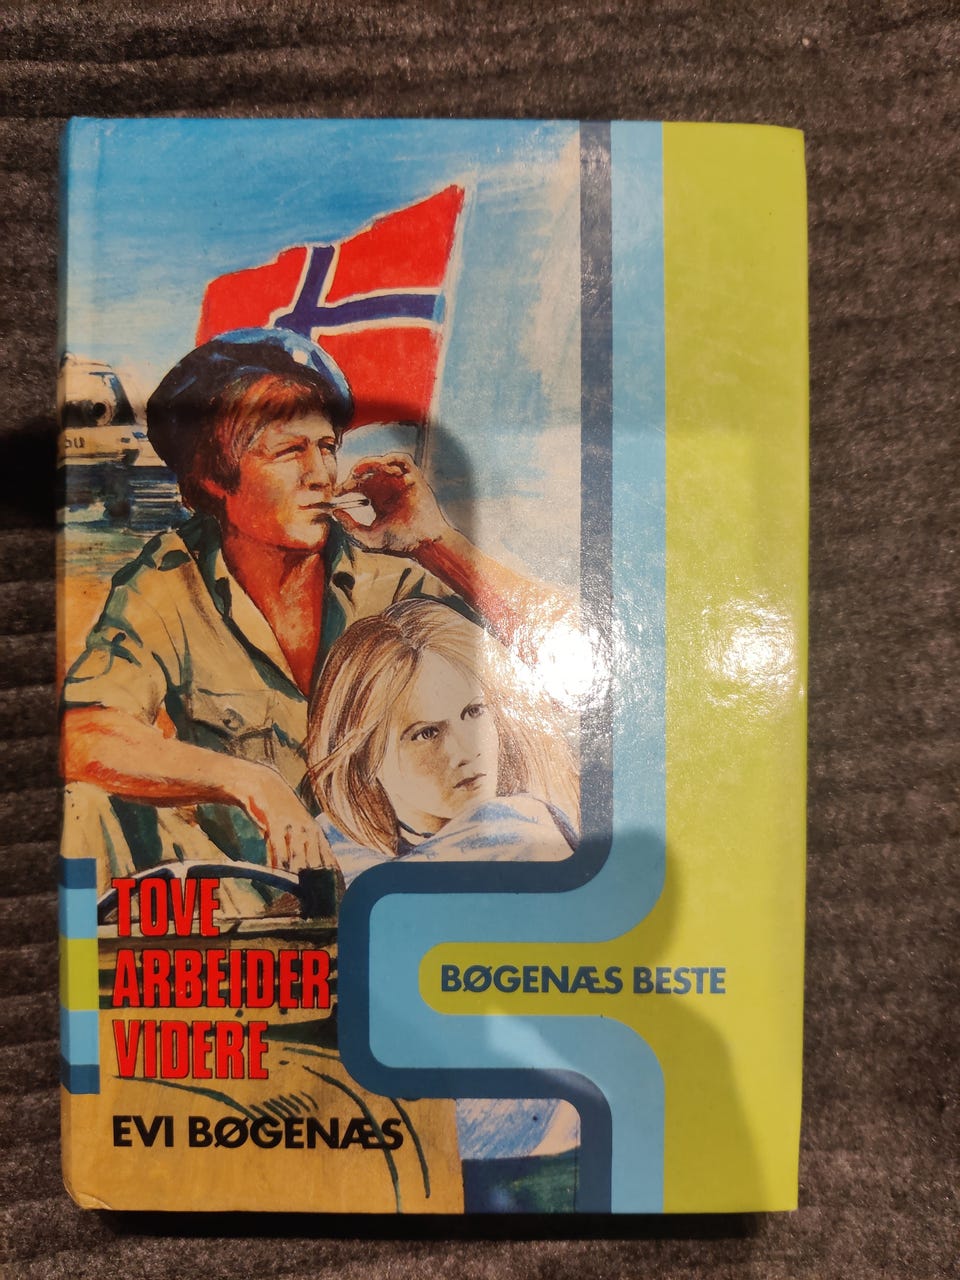 TOVE
ARBEIDER
VIDERE
EVI BØGENÆS
BØGENÆS BESTE